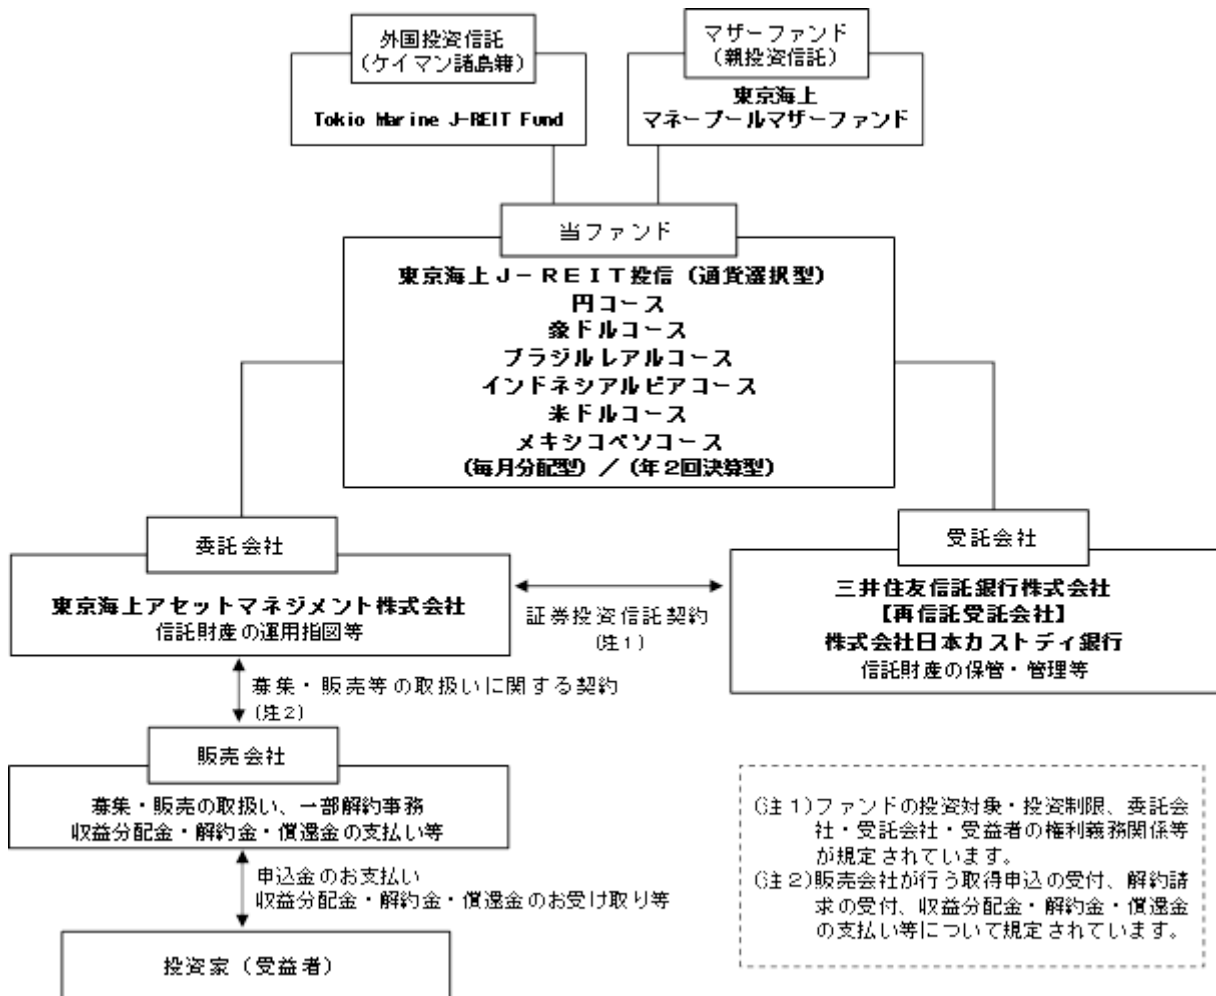 外国投資信託
(ケイマン諸島籍)
Tokio Marine J-REIT Fund
マザーファンド
(親投資信託)
東京海上
マネープールマザーファンド
当ファンド
東京海上J-REIT投信(通貨選択型)
円コース
豪ドルコース
ブラジルレアルコース
インドネシアルピアコース
米ドルコース
メキシコペソコース
(毎月分配型)/(年2回決算型)
委託会社
東京海上アセットマネジメント株式会社
信託財産の運用指図等
証券投資信託契約
(注1)
受託会社
三井住友信託銀行株式会社
【再信託受託会社】
株式会社日本カストディ銀行
信託財産の保管・管理等
募集・販売等の取扱いに関する契約
(注2)
販売会社
募集・販売の取扱い、一部解約事務
収益分配金・解約金・償還金の支払い等
申込金のお支払い
収益分配金・解約金・償還金のお受け取り等
投資家(受益者)
(注1)ファンドの投資対象・投資制限、委託会
社・受託会社・受益者の権利義務関係等
が規定されています。
(注2)販売会社が行う取得申込の受付、解約請
求の受付、収益分配金・解約金・償還金
の支払い等について規定されています。